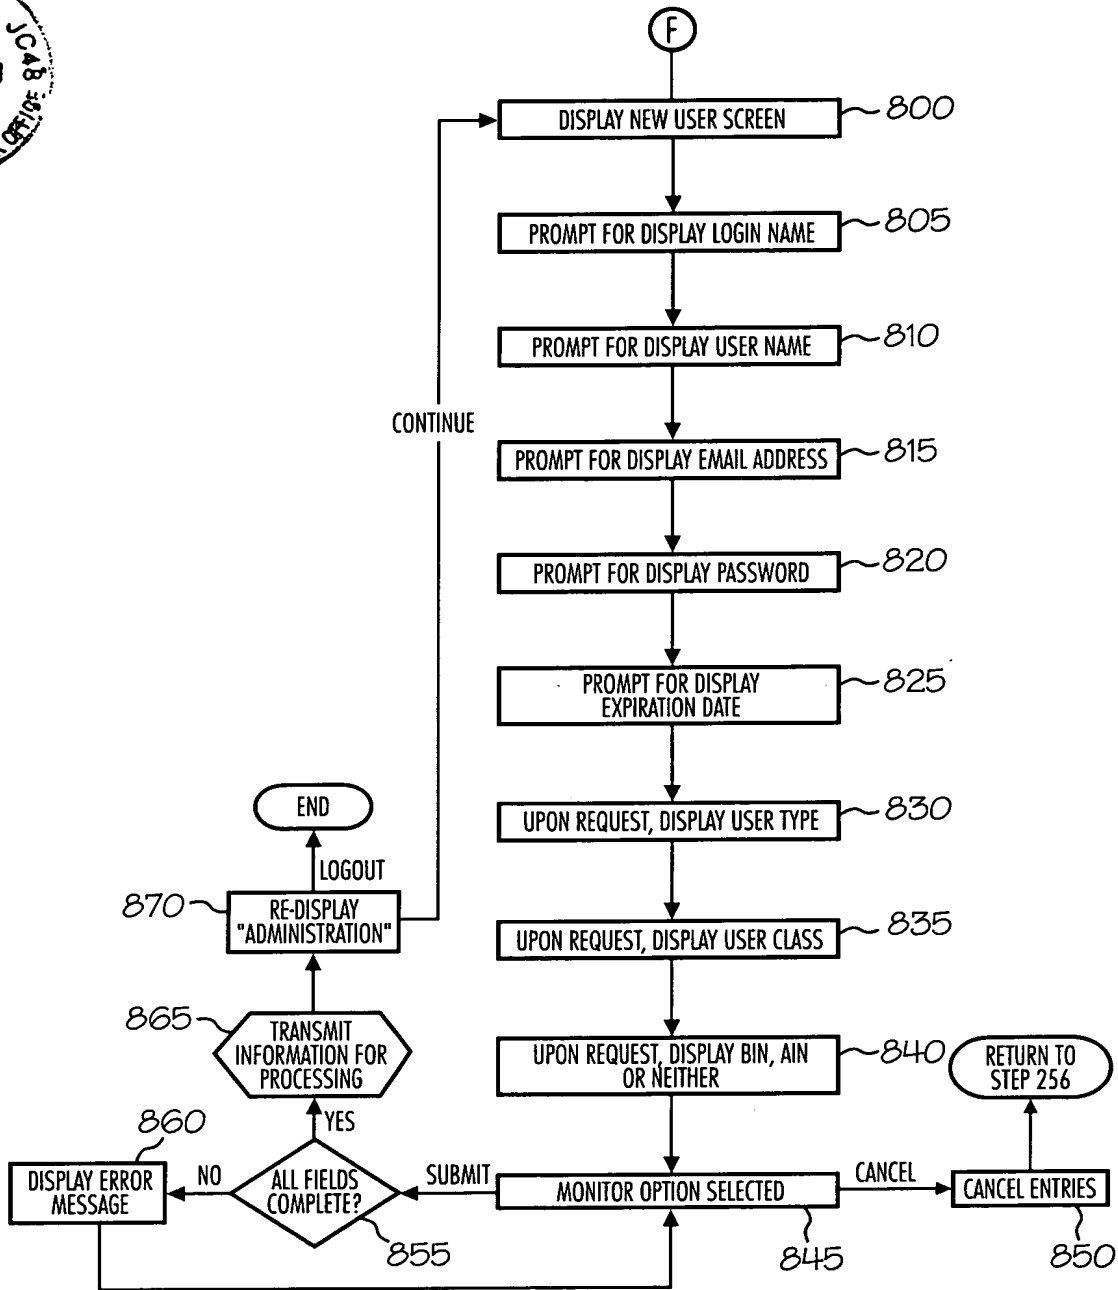 JC48
F
DISPLAY NEW USER SCREEN
800
PROMPT FOR DISPLAY LOGIN NAME
805
PROMPT FOR DISPLAY USER NAME
810
CONTINUE
PROMPT FOR DISPLAY EMAIL ADDRESS
815
PROMPT FOR DISPLAY PASSWORD
820
PROMPT FOR DISPLAY
EXPIRATION DATE
825
END
UPON REQUEST, DISPLAY USER TYPE
830
LOGOUT
870
RE-DISPLAY
"ADMINISTRATION"
UPON REQUEST, DISPLAY USER CLASS
835
865
TRANSMIT
INFORMATION FOR
PROCESSING
UPON REQUEST, DISPLAY BIN, AIN
OR NEITHER
840
RETURN TO
STEP 256
YES
860
DISPLAY ERROR
MESSAGE
NO
ALL FIELDS
COMPLETE?
855
SUBMIT
MONITOR OPTION SELECTED
845
CANCEL
CANCEL ENTRIES
850